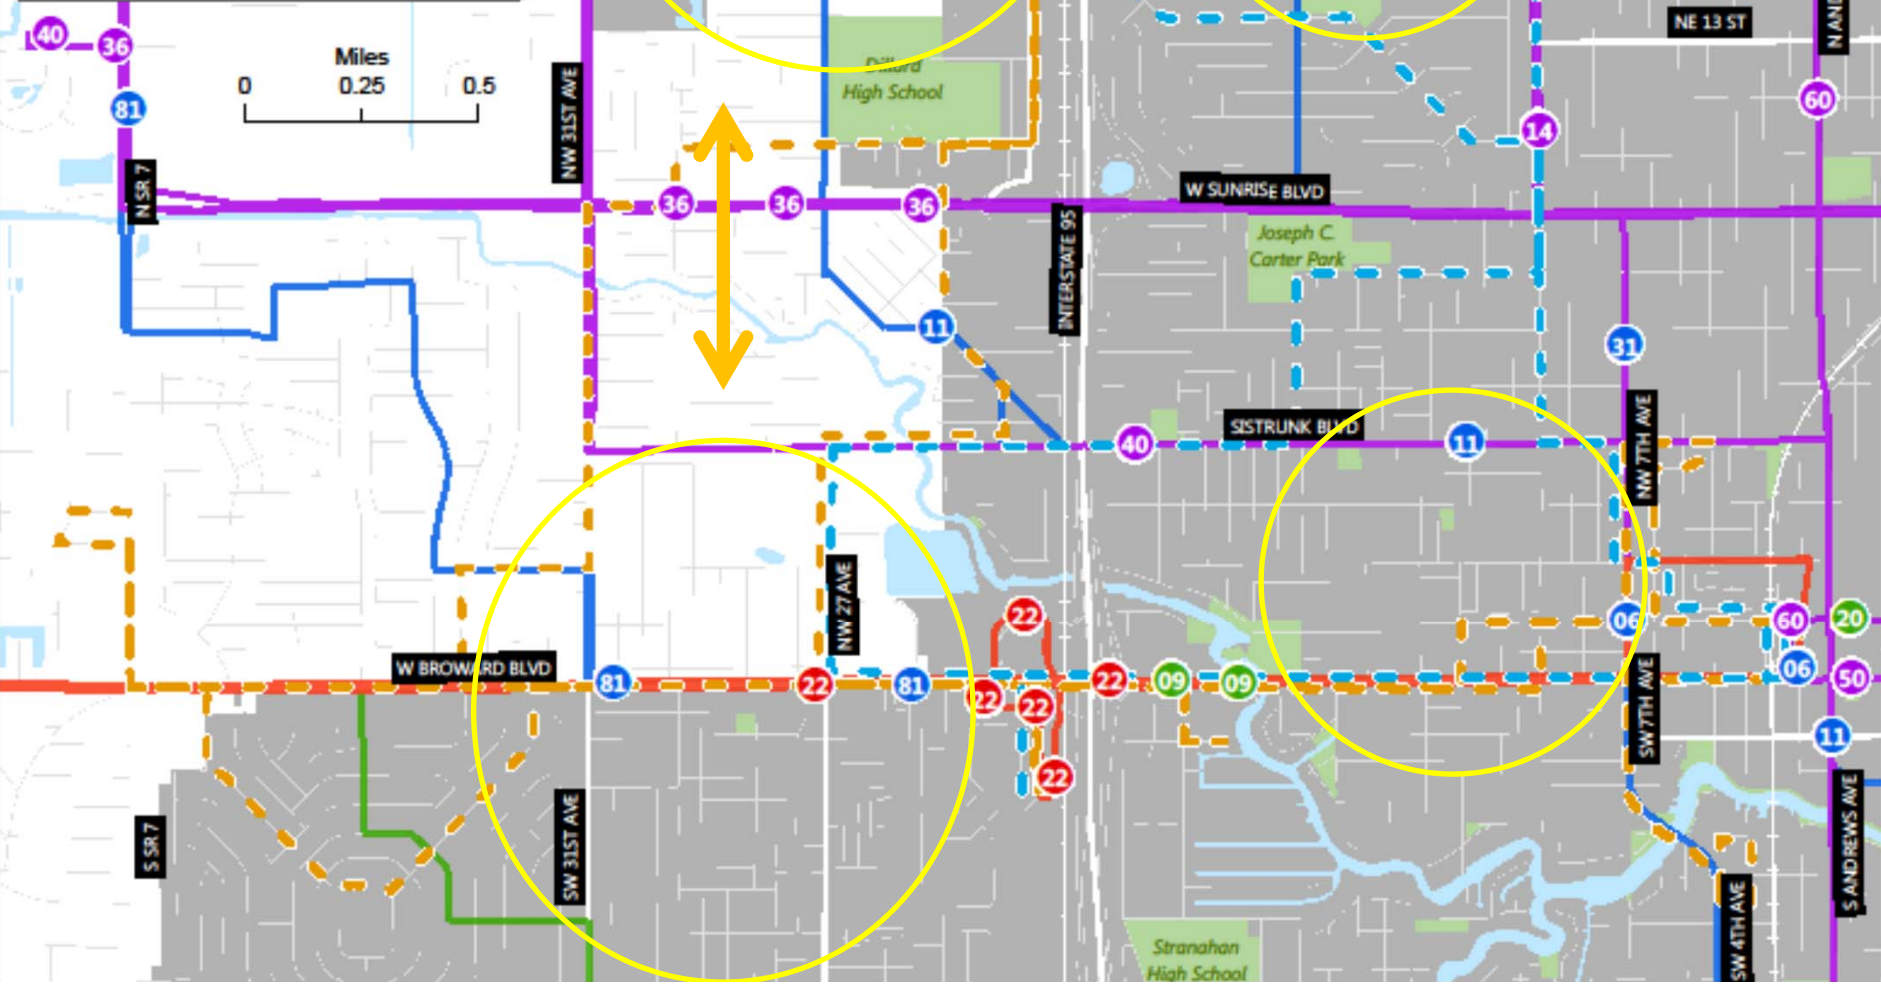 40
36
81
Miles
0
0.25
0.5
NW 31ST AVE
N SR 7
Dillard
High School
36
36
36
W SUNRISE BLVD
NE 13 ST
N AND
60
14
INTERSTATE 95
Joseph C.
Carter Park
11
31
SISTRUNK BLVD
40
11
NW 7TH AVE
NW 27 AVE
W BROWARD BLVD
81
22
81
22
22
22
22
22
09
09
06
60
20
06
50
SW 7TH AVE
11
S SR 7
SW 31ST AVE
S ANDREWS AVE
SW 4TH AVE
Stranahan
High School